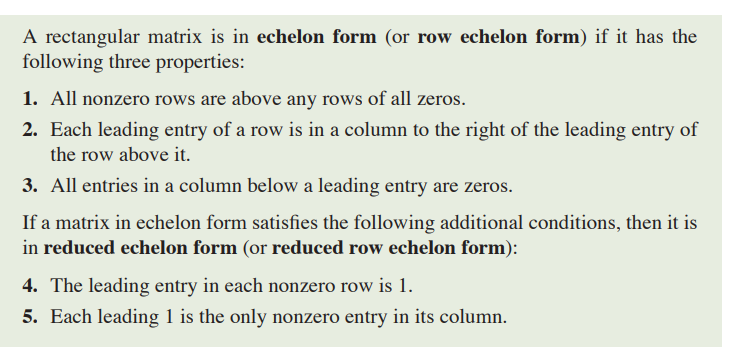 A rectangular matrix is in echelon form (or row echelon form) if it has the
following three properties:
1. All nonzero rows are above any rows of all zeros.
2. Each leading entry of a row is in a column to the right of the leading entry of
the row above it.
3. All entries in a column below a leading entry are zeros.
If a matrix in echelon form satisfies the following additional conditions, then it is
in reduced echelon form (or reduced row echelon form):
4. The leading entry in each nonzero row is 1.
5. Each leading 1 is the only nonzero entry in its column.